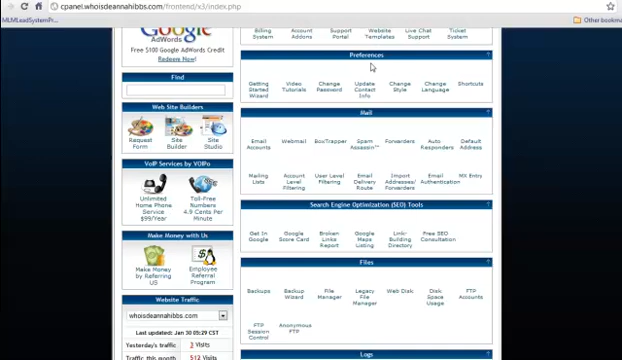 cpanel.whoisdeannahibbs.com/frontend/x3/index.php
MLMLeadSystemPr...
Other bookma
Google
AdWords
Free $100 Google AdWords Credit
Redeem Now!
Find
Web Site Builders
Request
Form
Site
Builder
Site
Studio
VoIP Services by VOIPo
Unlimited
Home Phone
Service
$99/Year
Toll-Free
Numbers
4.9 Cents Per
Minute
Make Money with Us
Make Money
by Referring
US
Employee
Referral
Program
Website Traffic
whoisdeannahibbs.com
Last updated: Jan 30 05:29 CST
Yesterday's traffic
2 Visits
Traffic this month
512 Visits
Billing
System
Account
Addons
Support
Portal
Website
Templates
Live Chat
Support
Ticket
System
Preferences
Getting
Started
Wizard
Video
Tutorials
Change
Password
Update
Contact
Info
Change
Style
Change
Language
Shortcuts
Mail
Email
Accounts
Webmail
BoxTrapper
Spam
Assassin™
Forwarders
Auto
Responders
Default
Address
Mailing
Lists
Account
Level
Filtering
User Level
Filtering
Email
Delivery
Route
Import
Addresses/
Forwarders
Email
Authentication
MX Entry
Search Engine Optimization (SEO) Tools
Get In
Google
Google
Score Card
Broken
Links
Report
Google
Maps
Listing
Link-
Building
Directory
Free SEO
Consultation
Files
Backups
Backup
Wizard
File
Manager
Legacy
File
Manager
Web Disk
Disk
Space
Usage
FTP
Accounts
FTP
Session
Control
Anonymous
FTP
Logs